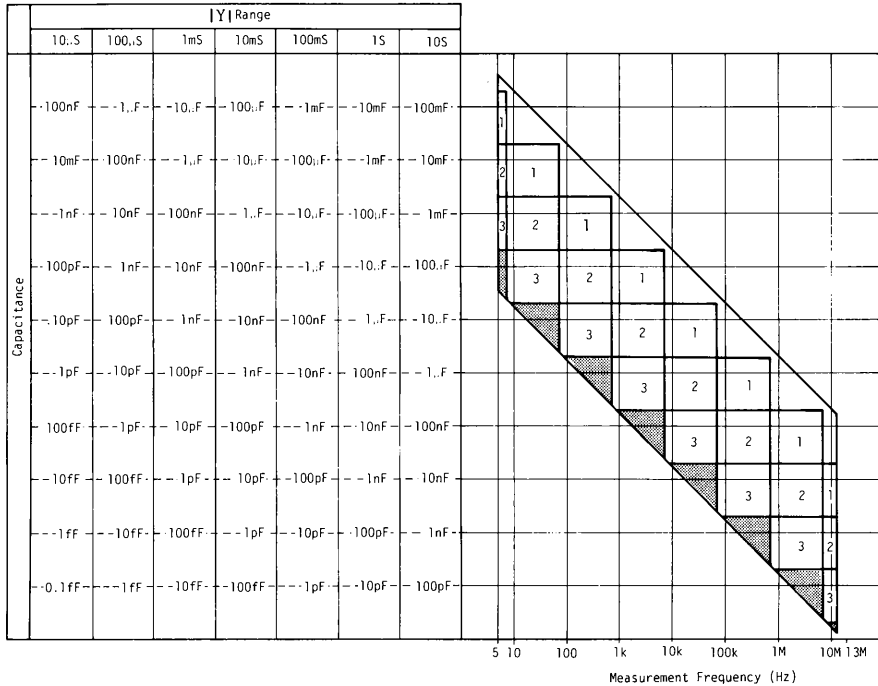 |Y| Range
10μS 100μS 1mS 10mS 100mS 1S 10S
Capacitance
100nF 1μF 10μF 100μF 1mF 10mF 100mF
1
10mF 100nF 1μF 10μF 100μF 1mF 10mF
2 1
1nF 10nF 100nF 1μF 10μF 100μF 1mF
3 2 1
100pF 1nF 10nF 100nF 1μF 10μF 100μF
3 2 1
10pF 100pF 1nF 10nF 100nF 1μF 10μF
3 2 1
1pF 10pF 100pF 1nF 10nF 100nF 1μF
3 2 1
100fF 1pF 10pF 100pF 1nF 10nF 100nF
3 2 1
10fF 100fF 1pF 10pF 100pF 1nF 10nF
3 2 1
1fF 10fF 100fF 1pF 10pF 100pF 1nF
3 2
0.1fF 1fF 10fF 100fF 1pF 10pF 100pF
3
5 10 100 1k 10k 100k 1M 10M 13M
Measurement Frequency (Hz)